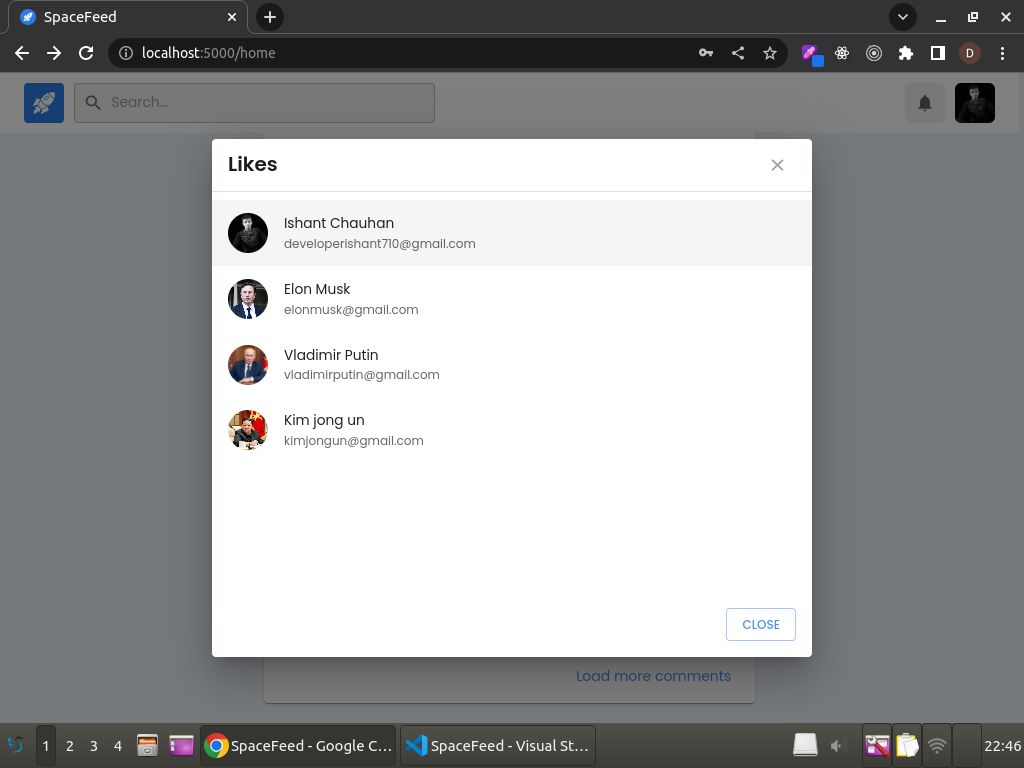 SpaceFeed
localhost:5000/home
D
Search...
Likes
Ishant Chauhan
developerishant710@gmail.com
Elon Musk
elonmusk@gmail.com
Vladimir Putin
vladimirputin@gmail.com
Kim jong un
kimjongun@gmail.com
CLOSE
Load more comments
1 2 3 4 SpaceFeed - Google C... SpaceFeed - Visual St... 22:46